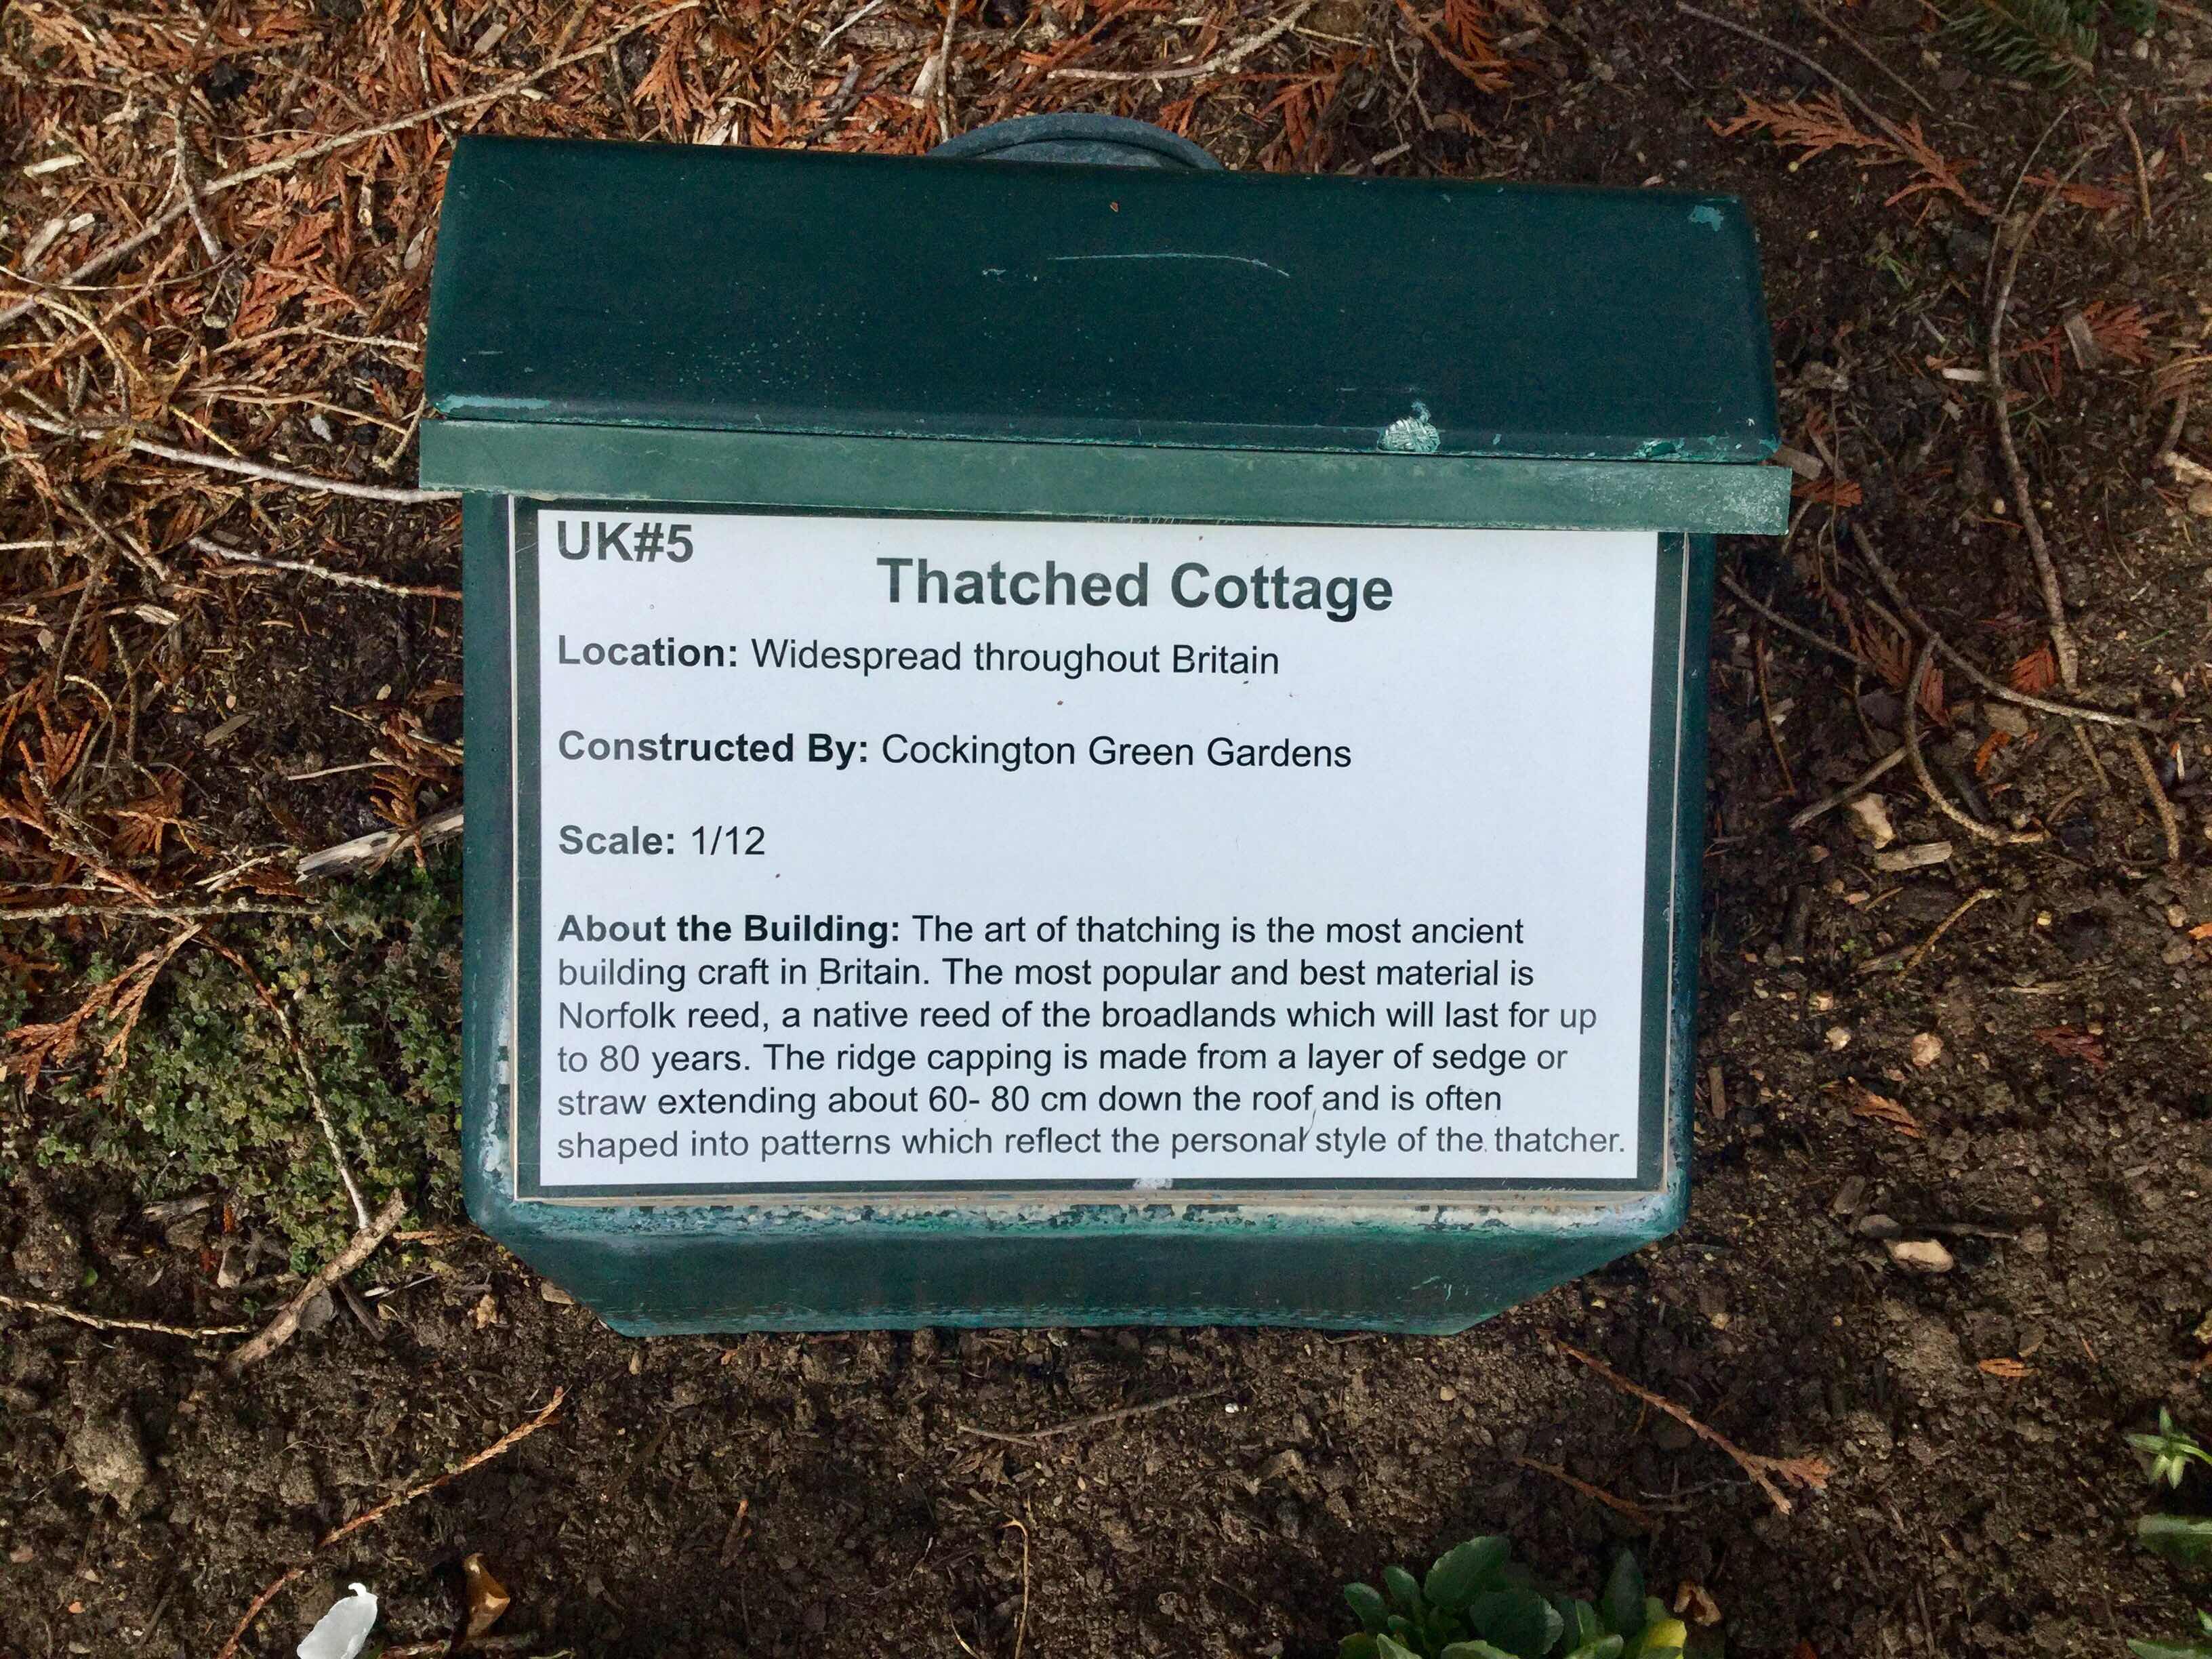 UK#5
Thatched Cottage
Location: Widespread throughout Britain
Constructed By: Cockington Green Gardens
Scale: 1/12
About the Building: The art of thatching is the most ancient
building craft in Britain. The most popular and best material is
Norfolk reed, a native reed of the broadlands which will last for up
to 80 years. The ridge capping is made from a layer of sedge or
straw extending about 60- 80 cm down the roof and is often
shaped into patterns which reflect the personal style of the thatcher.